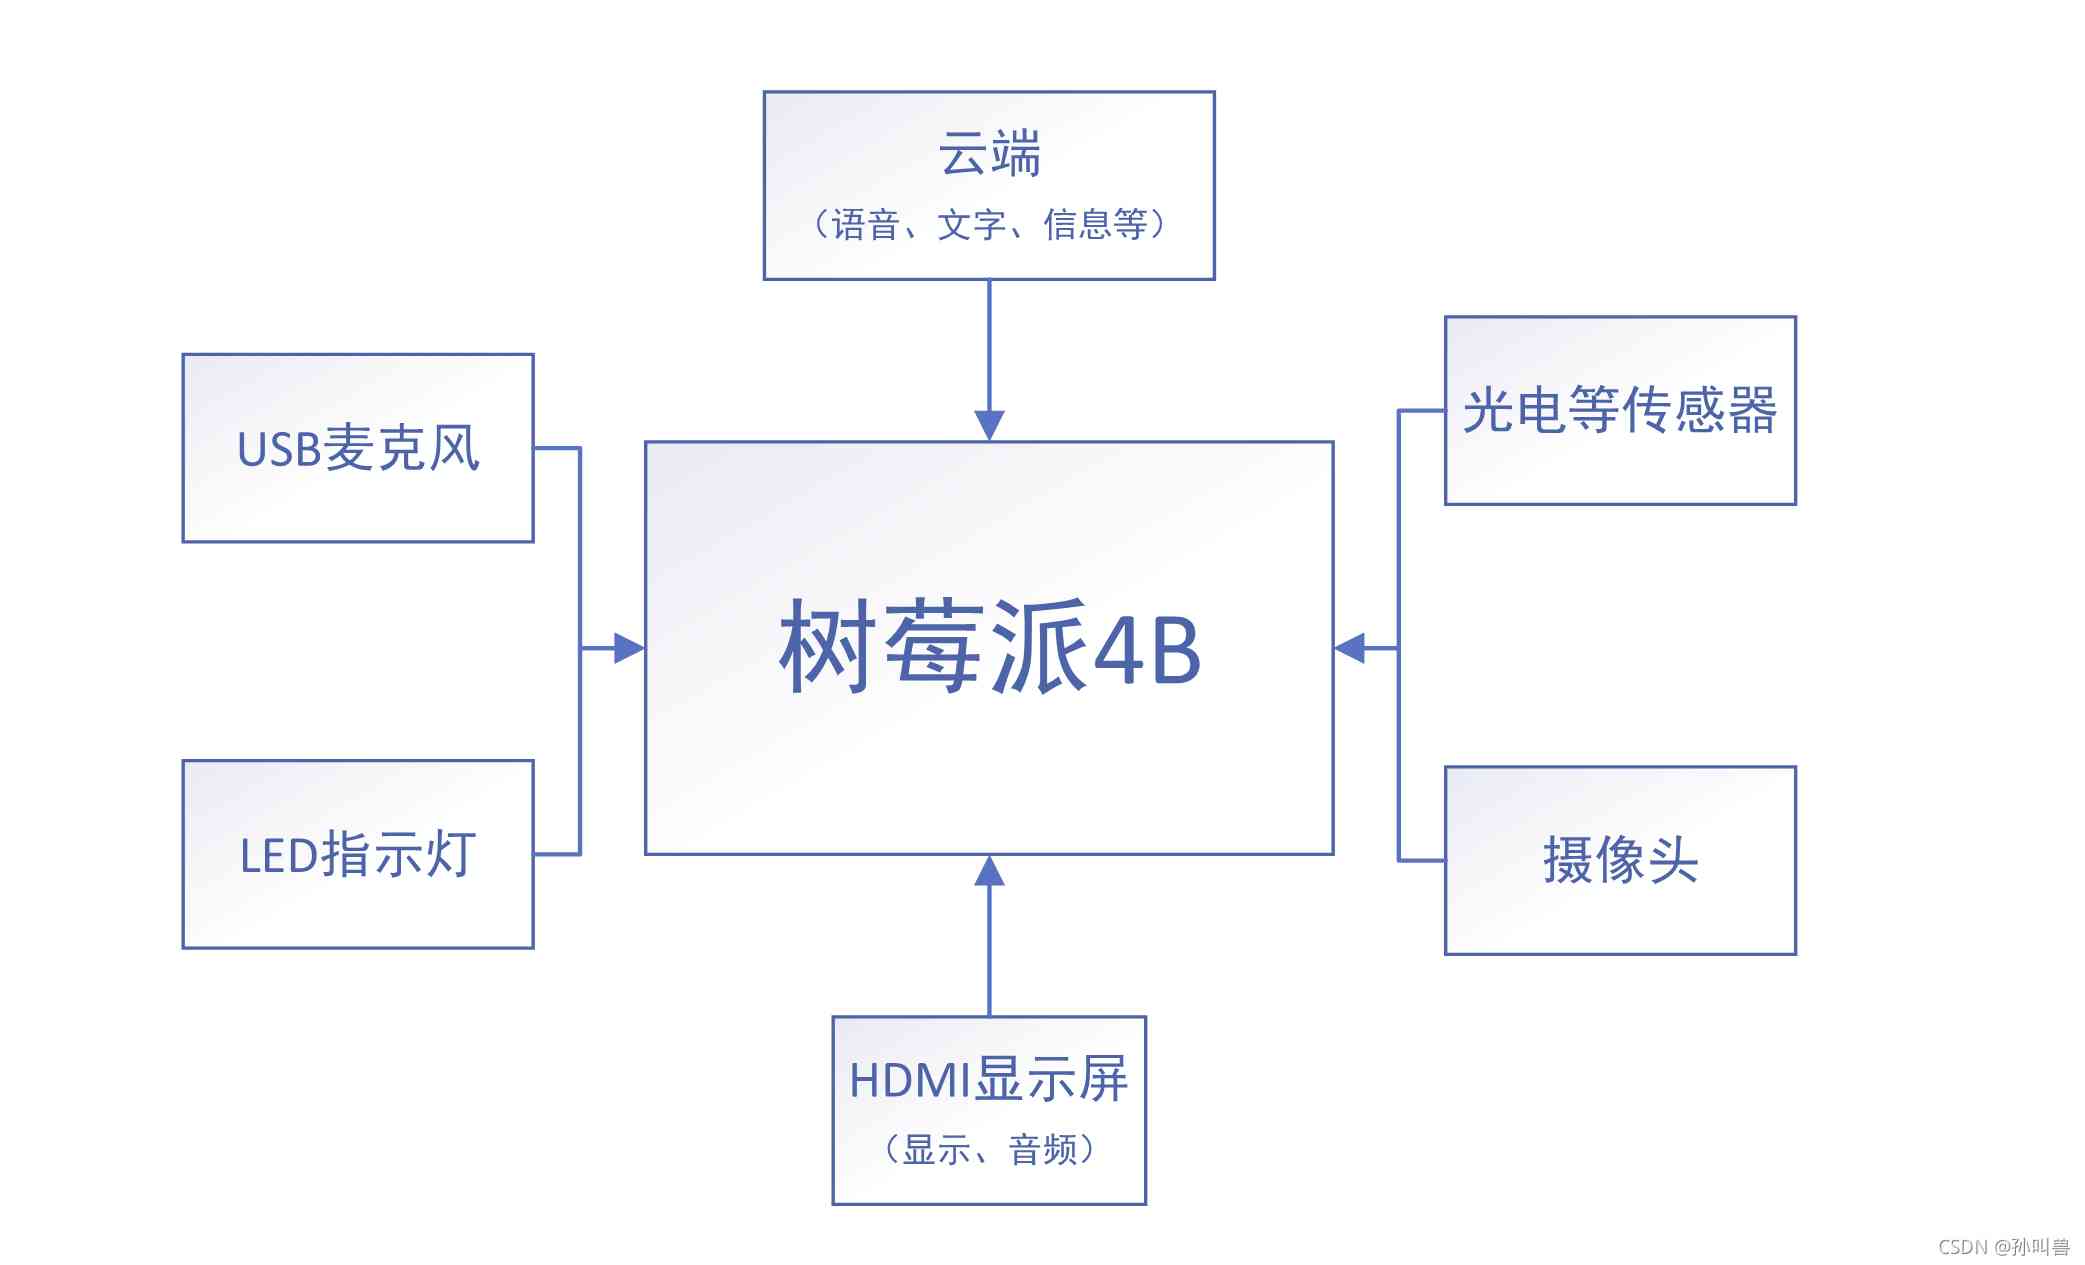 云端
（语音、文字、信息等）
USB麦克风
光电等传感器
树莓派4B
LED指示灯
摄像头
HDMI显示屏
（显示、音频）
CSDN @孙叫兽